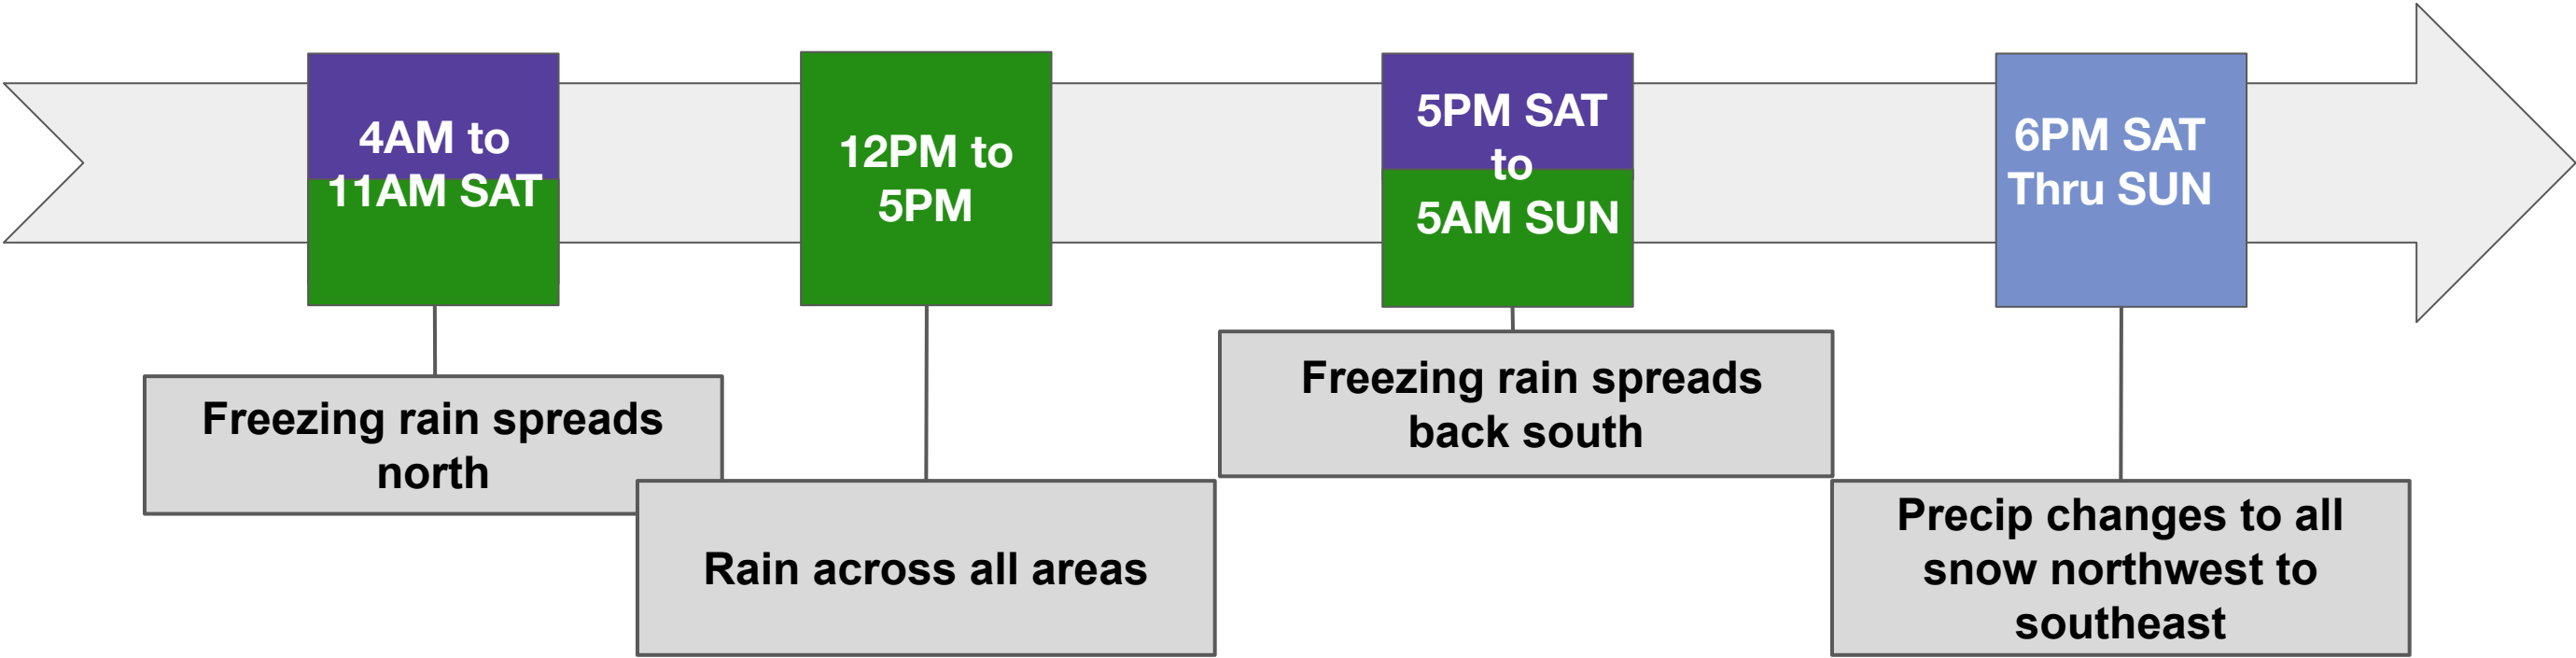 4AM to
11AM SAT
Freezing rain spreads
north
12PM to
5PM
Rain across all areas
5PM SAT
to
5AM SUN
Freezing rain spreads
back south
6PM SAT
Thru SUN
Precip changes to all
snow northwest to
southeast